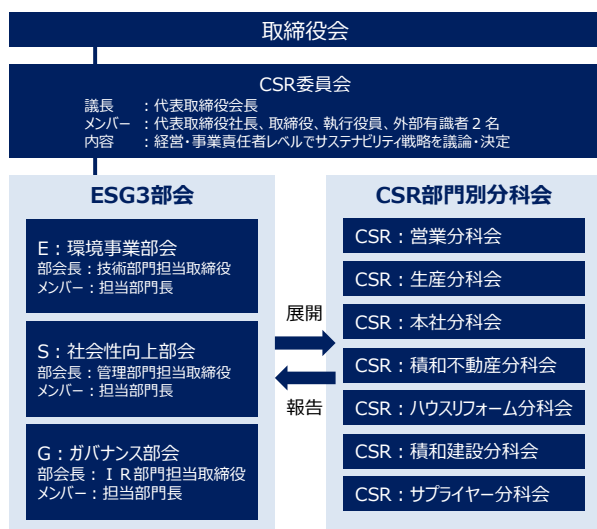 取締役会
CSR委員会
議長　：代表取締役会長
メンバー：代表取締役社長、取締役、執行役員、外部有識者２名
内容　：経営・事業責任者レベルでサステナビリティ戦略を議論・決定
ESG3部会
E：環境事業部会
部会長：技術部門担当取締役
メンバー：担当部門長
S：社会性向上部会
部会長：管理部門担当取締役
メンバー：担当部門長
G：ガバナンス部会
部会長：ＩＲ部門担当取締役
メンバー：担当部門長
展開
報告
CSR部門別分科会
CSR：営業分科会
CSR：生産分科会
CSR：本社分科会
CSR：積和不動産分科会
CSR：ハウスリフォーム分科会
CSR：積和建設分科会
CSR：サプライヤー分科会